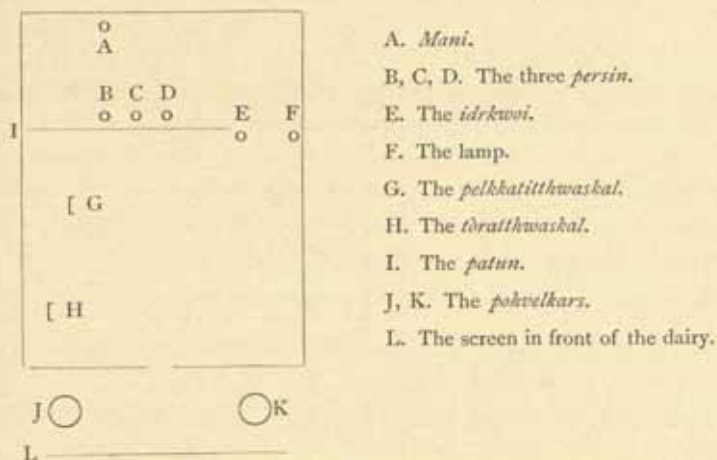 A
B C D
E F
I
G
H
J K
L
A. Mani.
B, C, D. The three persin.
E. The idrkwoi.
F. The lamp.
G. The pelkkatitthwaskal.
H. The tòratthwaskal.
I. The patun.
J, K. The pohvelkars.
L. The screen in front of the dairy.